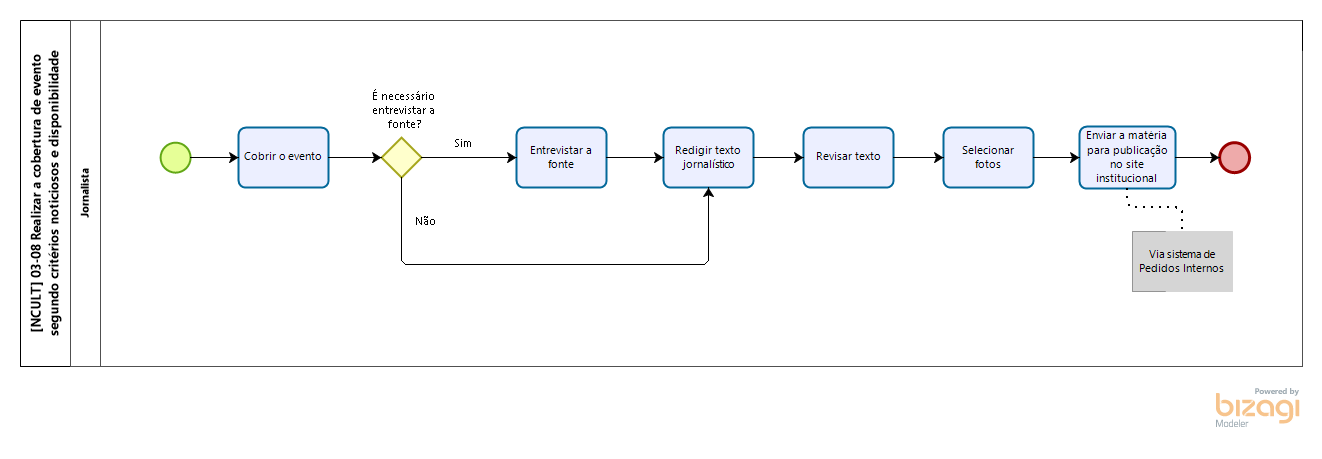 [NCULT] 03-08 Realizar a cobertura de evento
segundo critérios noticiosos e disponibilidade
Jornalista
Cobrir o evento
É necessário
entrevistar a
fonte?
Sim
Não
Entrevistar a
fonte
Redigir texto
jornalístico
Revisar texto
Selecionar
fotos
Enviar a matéria
para publicação
no site
institucional
Via sistema de
Pedidos Internos
Powered by
bizagi
Modeler